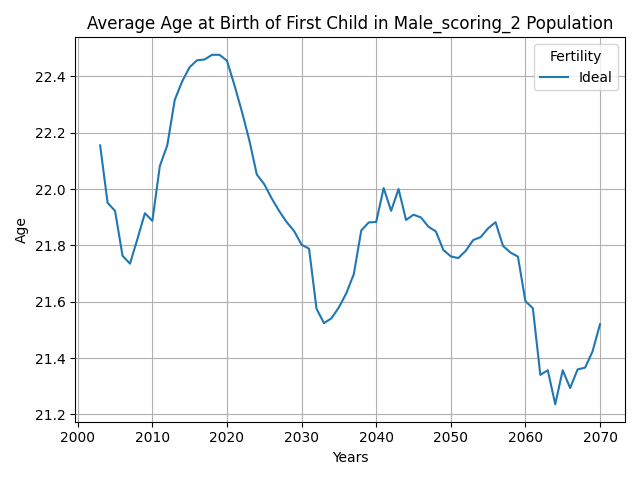 Average Age at Birth of First Child in Male_scoring_2 Population
Fertility
Ideal
22.4
22.2
22.0
21.8
21.6
21.4
21.2
Age
2000 2010 2020 2030 2040 2050 2060 2070
Years